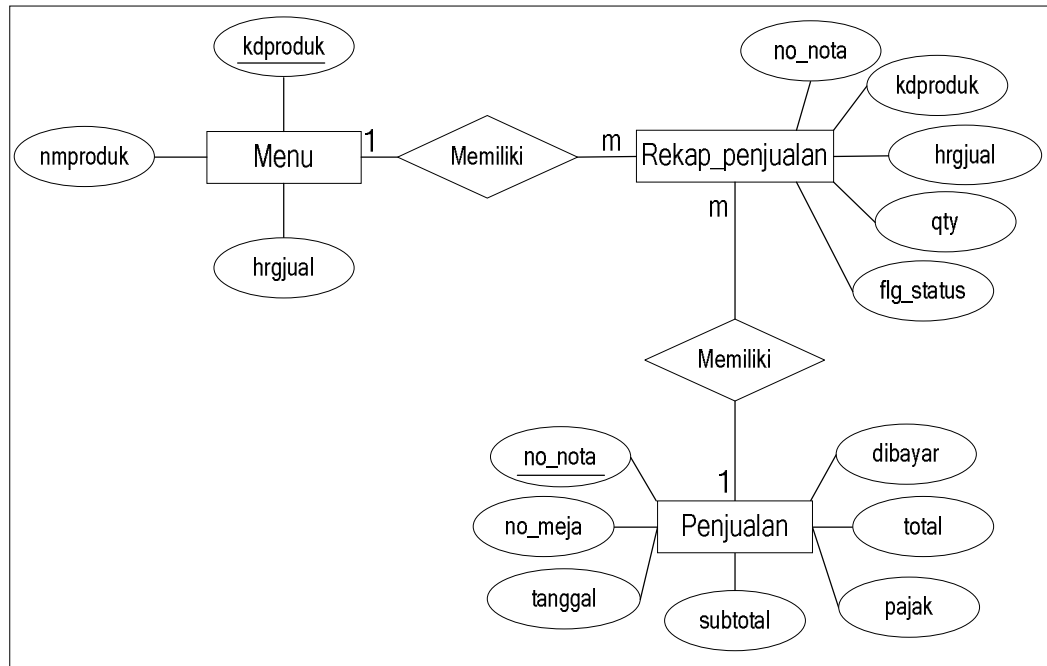 kdproduk
no_nota
kdproduk
nmproduk
Menu
1
Memiliki
m
Rekap_penjualan
hrgjual
m
qty
hrgjual
flg_status
Memiliki
no_nota
dibayar
1
no_meja
Penjualan
total
tanggal
subtotal
pajak